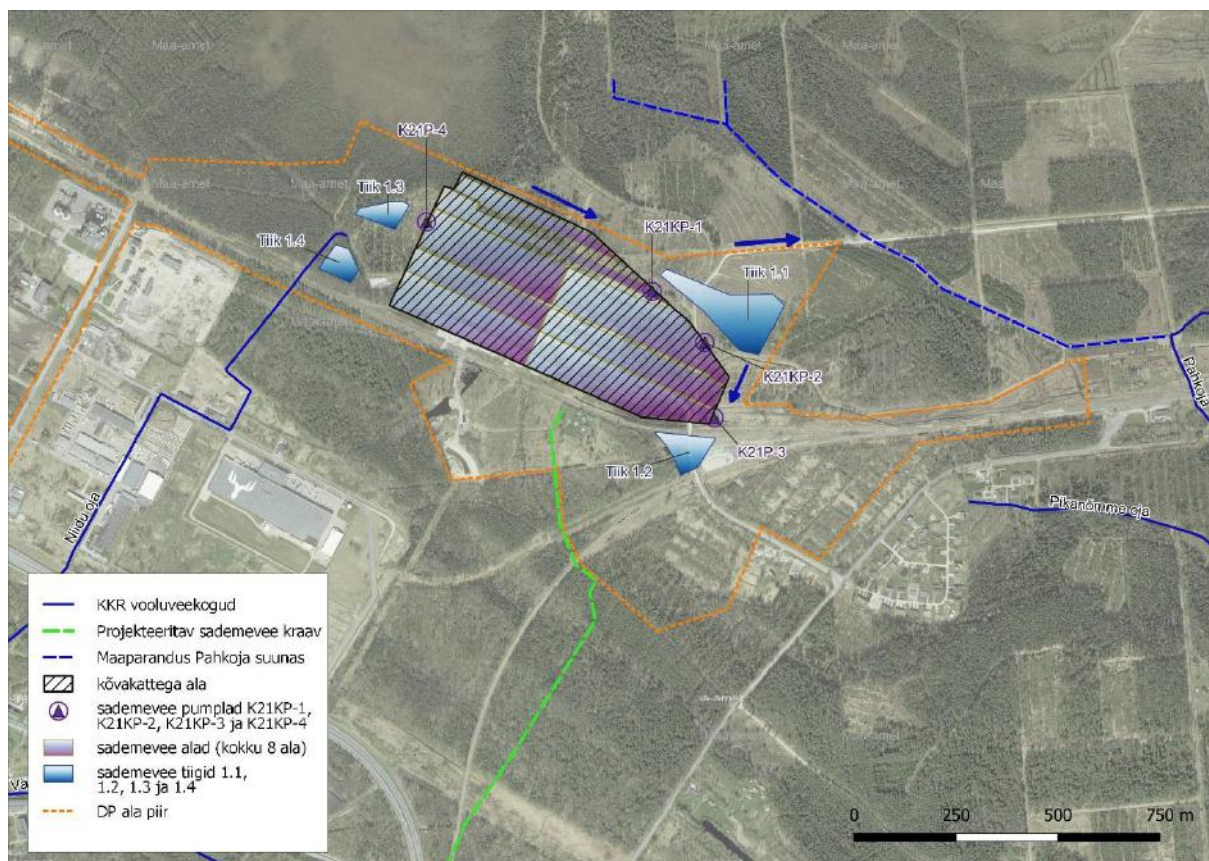 Maa-amet
Maa-amet
Maa-amet
K21P-4
Maa-amet
Maa-amet
Maa-amet
Tiik 1.3
K21KP-1
Tiik 1.4
Tiik 1.1
K21KP-2
Pahkoja
K21P-3
Tiik 1.2
Niidu oja
Pikanõmme oja
KKR vooluveekogud
Projekteeritav sademevee kraav
Maaparandus Pahkoja suunas
kõvakattega ala
sademevee pumplad K21KP-1,
K21KP-2, K21KP-3 ja K21KP-4
sademevee alad (kokku 8 ala)
sademevee tiigid 1.1,
1.2, 1.3 ja 1.4
DP ala piir
0 250 500 750 m